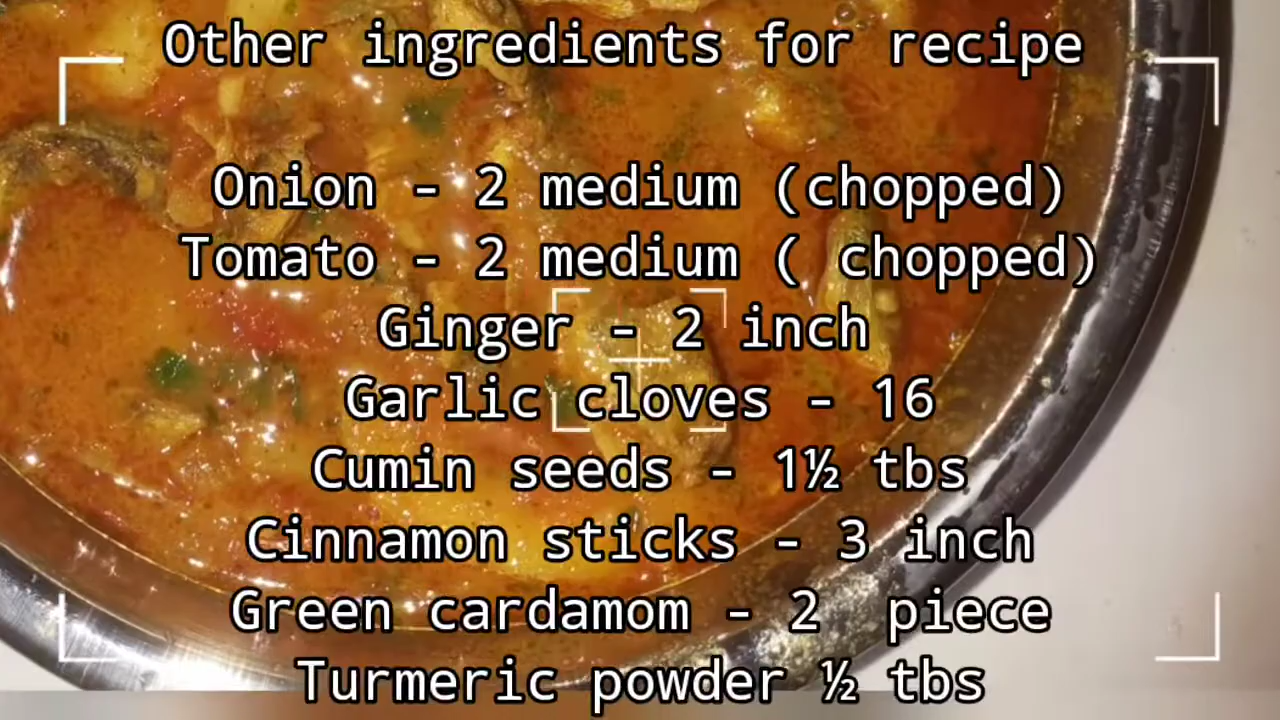 Other ingredients for recipe
Onion - 2 medium (chopped)
Tomato - 2 medium ( chopped)
Ginger - 2 inch
Garlic cloves - 16
Cumin seeds - 1½ tbs
Cinnamon sticks - 3 inch
Green cardamom - 2 piece
Turmeric powder ½ tbs